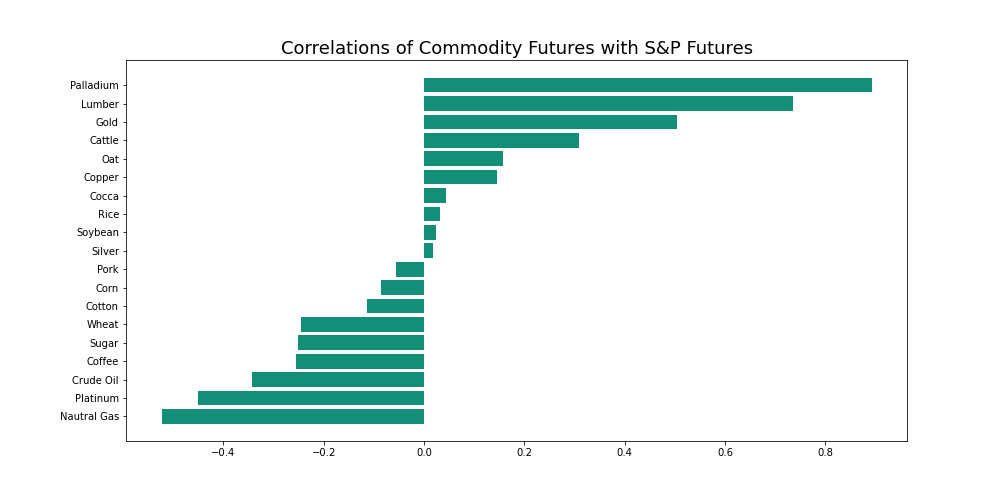 Correlations of Commodity Futures with S&P Futures
Palladium
Lumber
Gold
Cattle
Oat
Copper
Cocca
Rice
Soybean
Silver
Pork
Corn
Cotton
Wheat
Sugar
Coffee
Crude Oil
Platinum
Nautral Gas
−0.4 −0.2 0.0 0.2 0.4 0.6 0.8